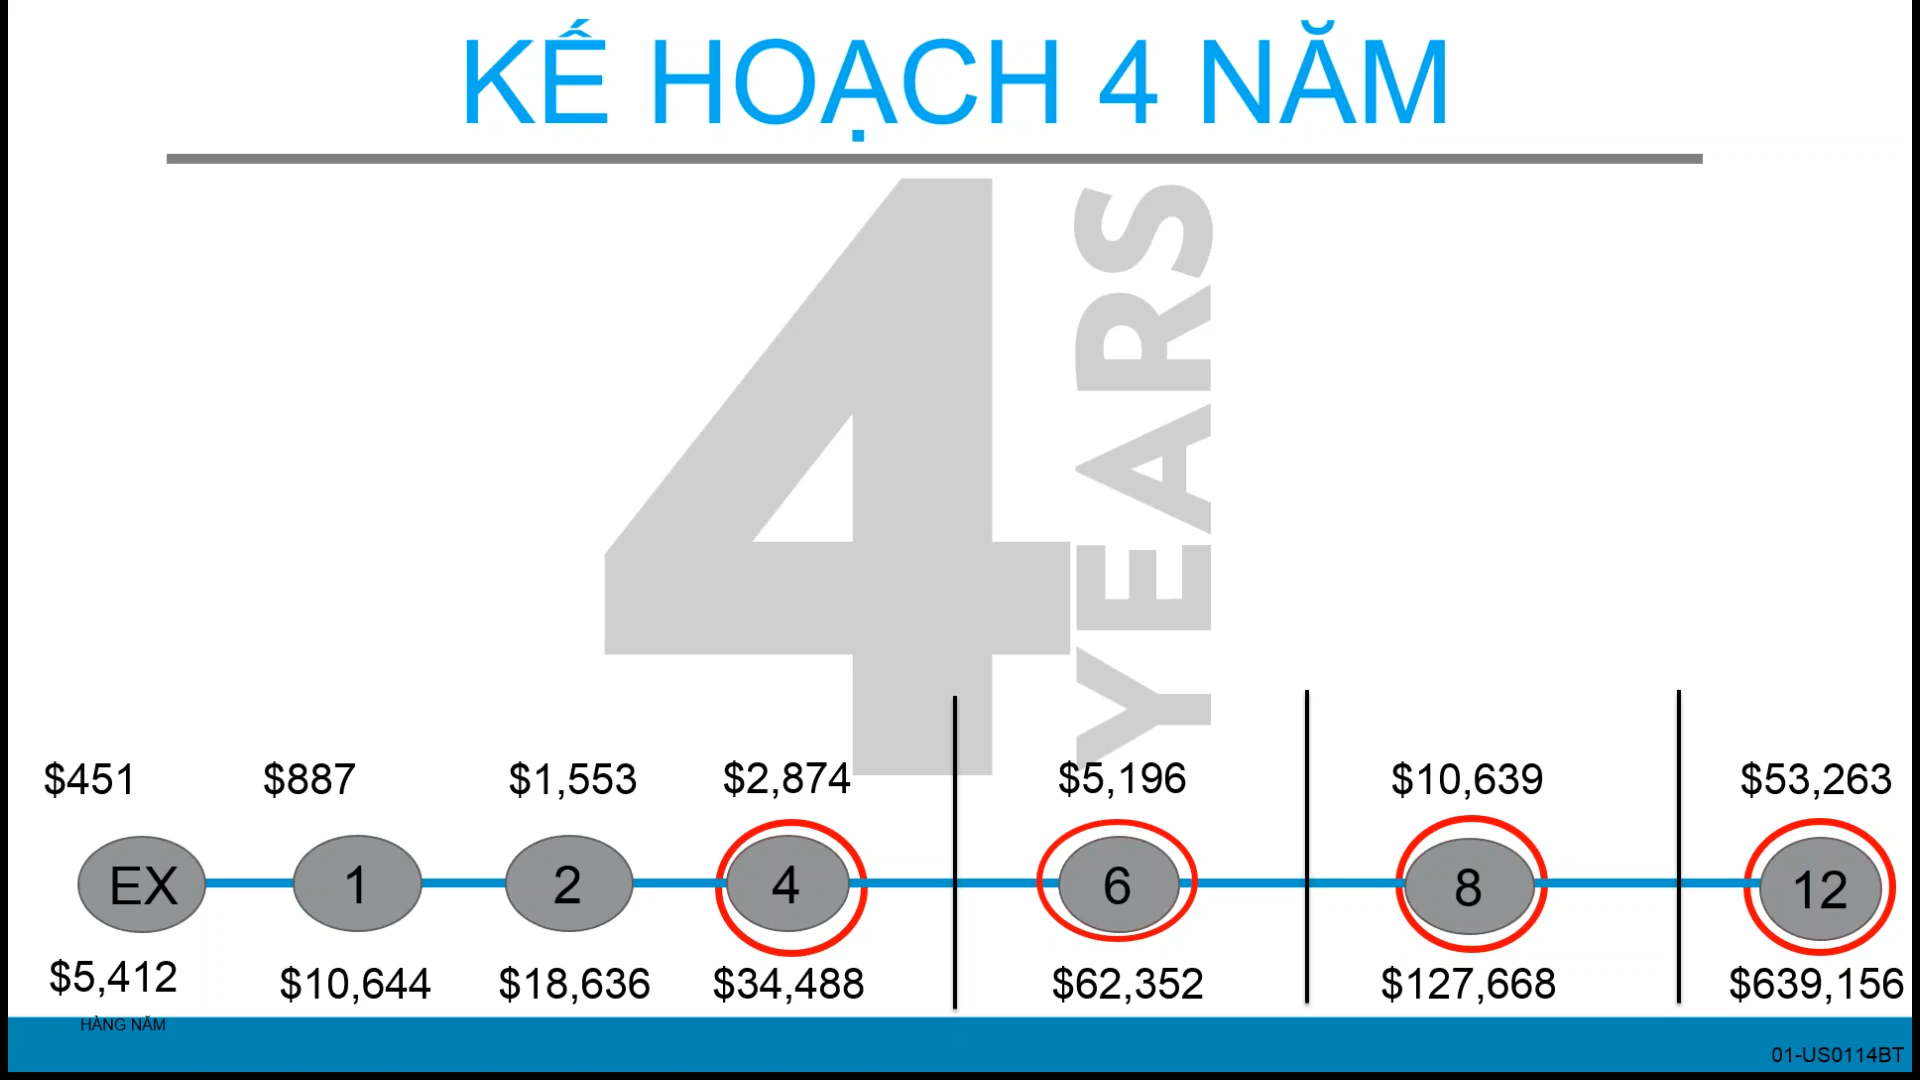 KẾ HOẠCH 4 NĂM
4 YEARS
$451 $887 $1,553 $2,874 $5,196 $10,639 $53,263
EX 1 2 4 6 8 12
$5,412 $10,644 $18,636 $34,488 $62,352 $127,668 $639,156
HÀNG NĂM
01-US0114BT